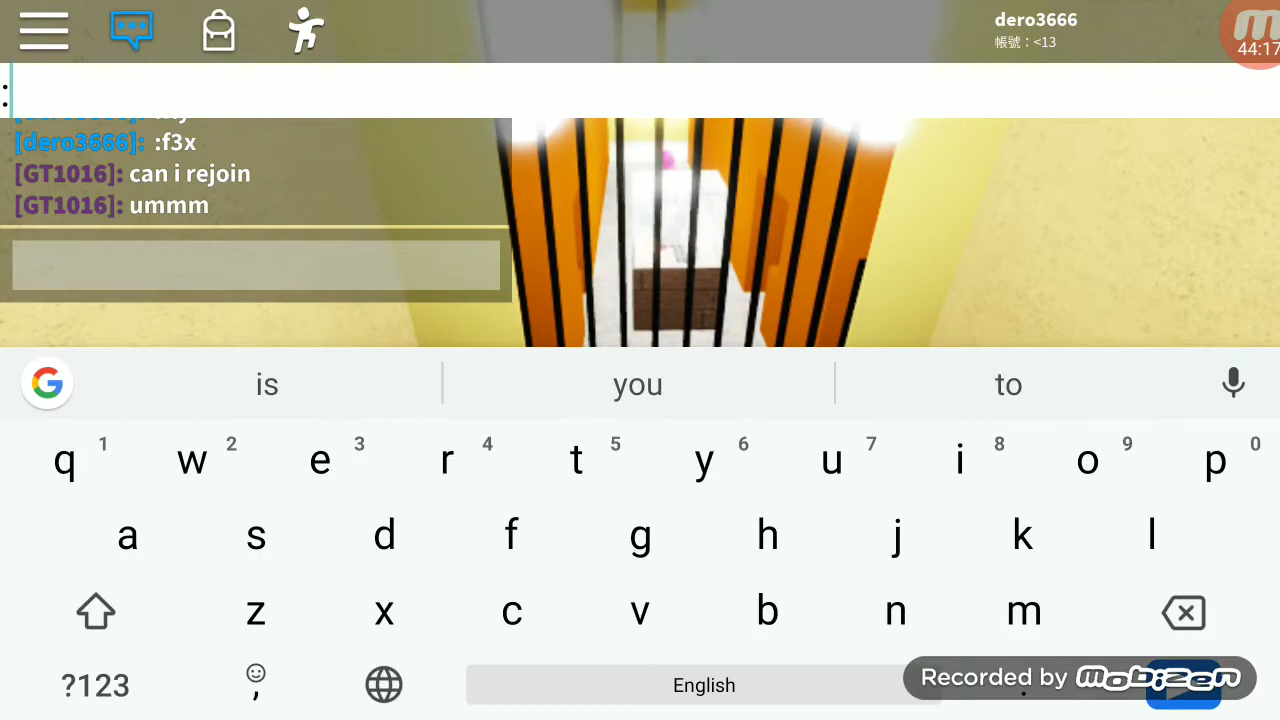 dero3666
帳號：<13
44:17
:
[dero3666]: :f3x
[GT1016]: can i rejoin
[GT1016]: ummm
is you to
q 1 w 2 e 3 r 4 t 5 y 6 u 7 i 8 o 9 p 0
a s d f g h j k l
z x c v b n m
?123 , English .
Recorded by mobizen